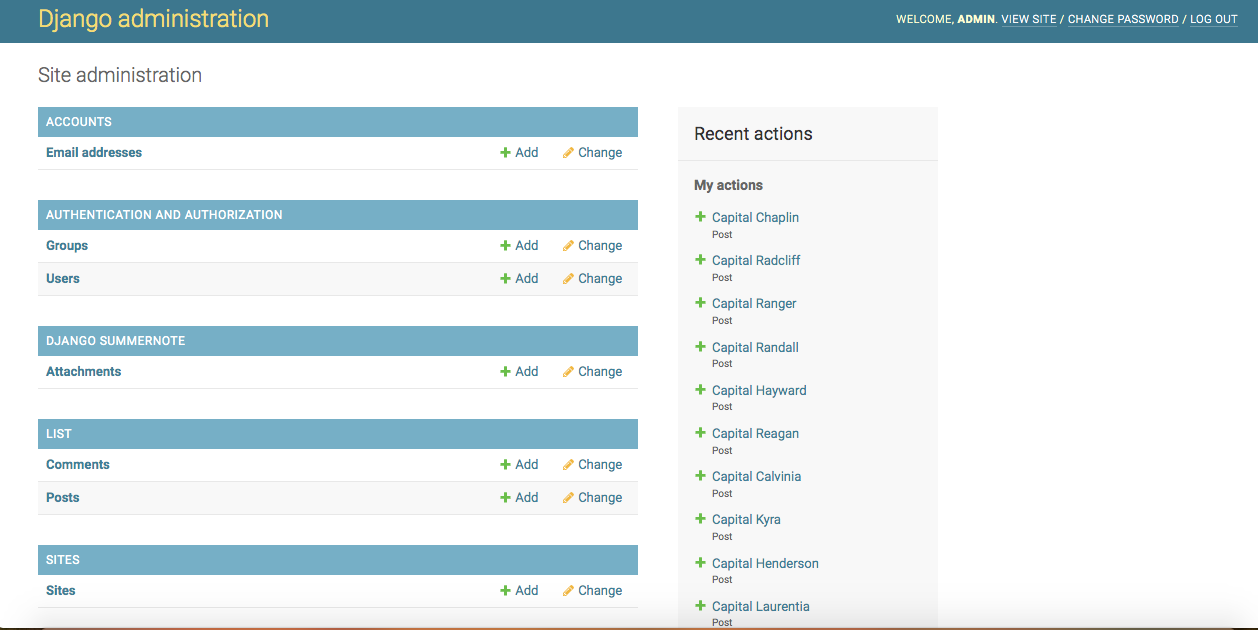 Django administration
WELCOME, ADMIN. VIEW SITE / CHANGE PASSWORD / LOG OUT
Site administration
ACCOUNTS
Email addresses Add Change
AUTHENTICATION AND AUTHORIZATION
Groups Add Change
Users Add Change
DJANGO SUMMERNOTE
Attachments Add Change
LIST
Comments Add Change
Posts Add Change
SITES
Sites Add Change
Recent actions
My actions
Capital Chaplin
Post
Capital Radcliff
Post
Capital Ranger
Post
Capital Randall
Post
Capital Hayward
Post
Capital Reagan
Post
Capital Calvinia
Post
Capital Kyra
Post
Capital Henderson
Post
Capital Laurentia
Post